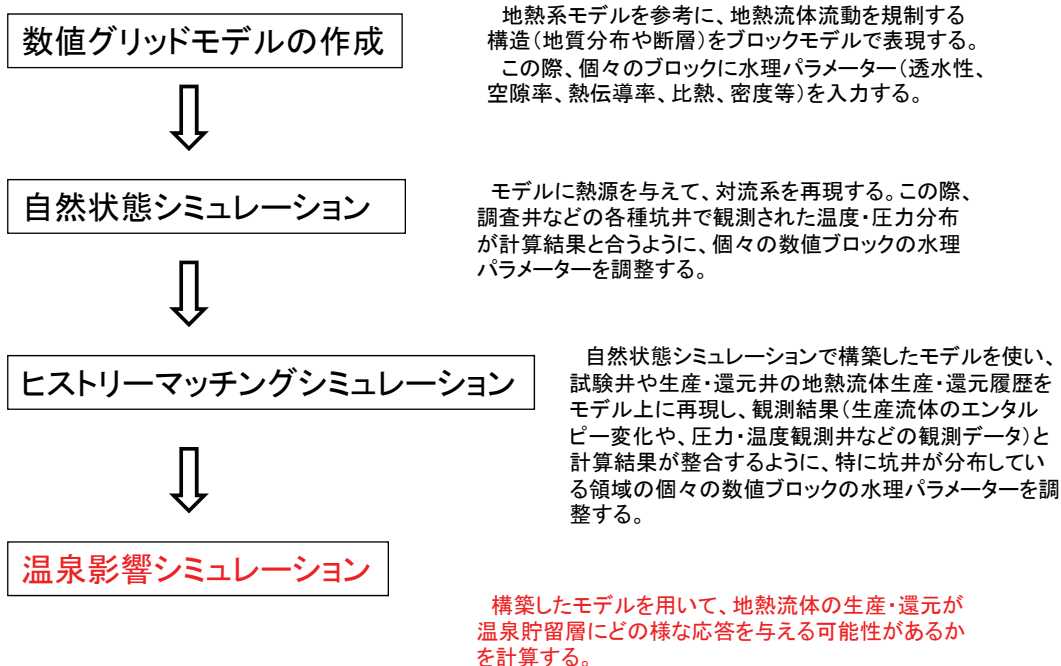 数値グリッドモデルの作成
地熱系モデルを参考に、地熱流体流動を規制する
構造（地質分布や断層）をブロックモデルで表現する。
この際、個々のブロックに水理パラメーター（透水性、
空隙率、熱伝導率、比熱、密度等）を入力する。
自然状態シミュレーション
モデルに熱源を与えて、対流系を再現する。この際、
調査井などの各種坑井で観測された温度・圧力分布
が計算結果と合うように、個々の数値ブロックの水理
パラメーターを調整する。
ヒストリーマッチングシミュレーション
自然状態シミュレーションで構築したモデルを使い、
試験井や生産・還元井の地熱流体生産・還元履歴を
モデル上に再現し、観測結果（生産流体のエンタル
ピー変化や、圧力・温度観測井などの観測データ）と
計算結果が整合するように、特に坑井が分布してい
る領域の個々の数値ブロックの水理パラメーターを調
整する。
温泉影響シミュレーション
構築したモデルを用いて、地熱流体の生産・還元が
温泉貯留層にどの様な応答を与える可能性があるか
を計算する。